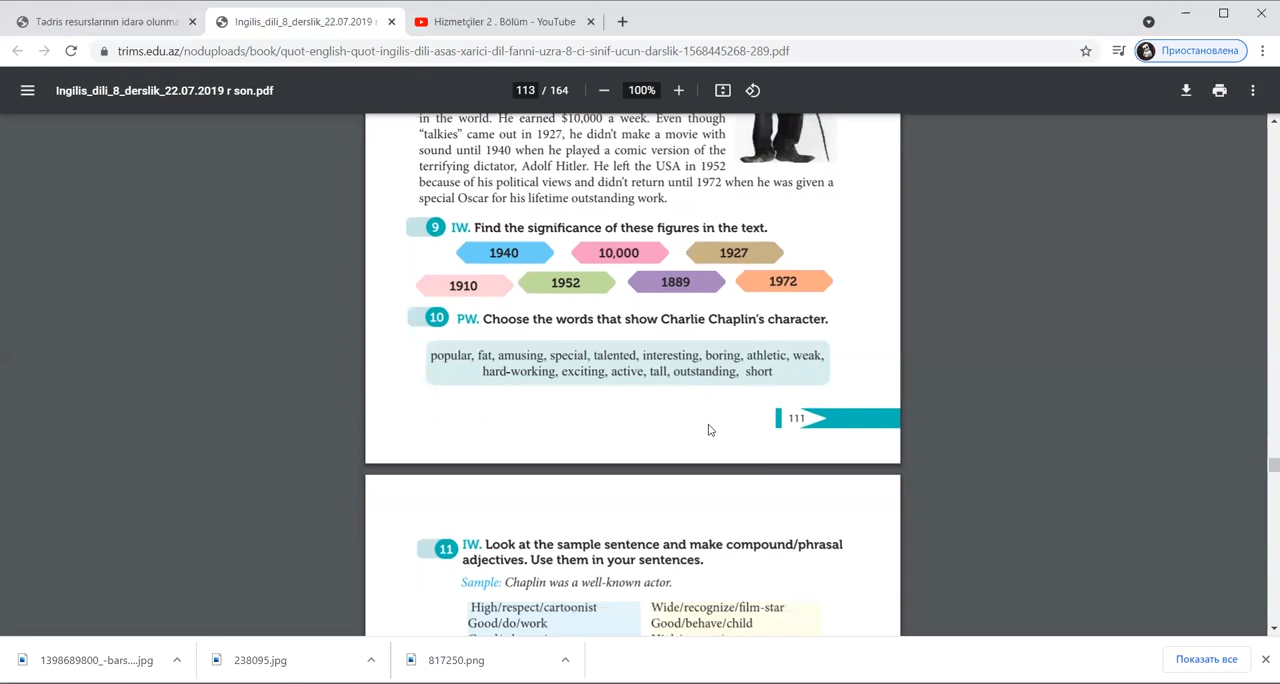 Tədris resurslarının idarə olunma
Ingilis_dili_8_derslik_22.07.2019 r
Hizmetçiler 2 . Bölüm - YouTube
trims.edu.az/noduploads/book/quot-english-quot-ingilis-dili-asas-xarici-dil-fanni-uzra-8-ci-sinif-ucun-darslik-1568445268-289.pdf
Приостановлена
Ingilis_dili_8_derslik_22.07.2019 r son.pdf
113 / 164
100%
in the world. He earned $10,000 a week. Even though
“talkies” came out in 1927, he didn’t make a movie with
sound until 1940 when he played a comic version of the
terrifying dictator, Adolf Hitler. He left the USA in 1952
because of his political views and didn’t return until 1972 when he was given a
special Oscar for his lifetime outstanding work.
9 IW. Find the significance of these figures in the text.
1940 10,000 1927
1910 1952 1889 1972
10 PW. Choose the words that show Charlie Chaplin’s character.
popular, fat, amusing, special, talented, interesting, boring, athletic, weak,
hard-working, exciting, active, tall, outstanding, short
111
11 IW. Look at the sample sentence and make compound/phrasal
adjectives. Use them in your sentences.
Sample: Chaplin was a well-known actor.
High/respect/cartoonist Wide/recognize/film-star
Good/do/work Good/behave/child
1398689800_-bars....jpg
238095.jpg
817250.png
Показать все